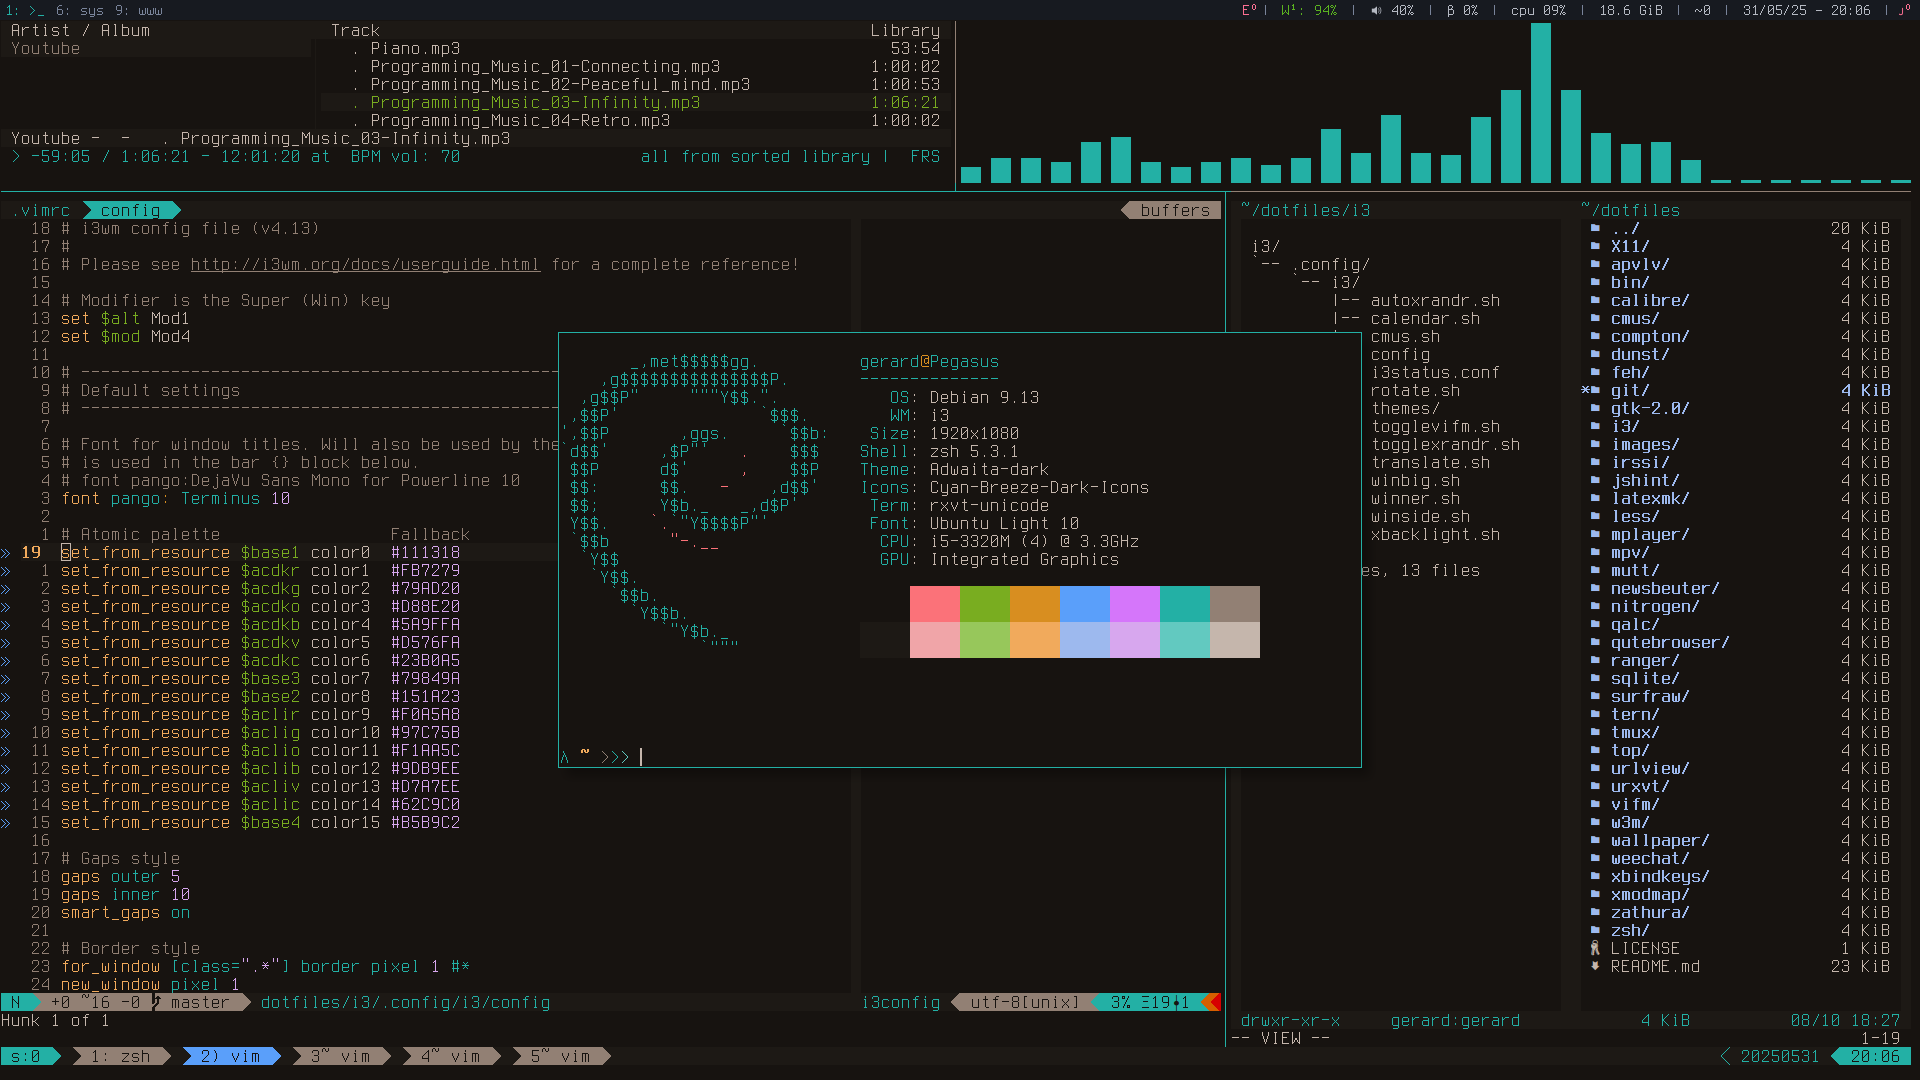 1: >_ 6: sys 9: www
E⁰ | W¹: 94% | 40% | β 0% | cpu 09% | 18.6 GiB | ~0 | 31/05/25 - 20:06 |
Artist / Album Track Library
Youtube . Piano.mp3 53:54
. Programming_Music_01-Connecting.mp3 1:00:02
. Programming_Music_02-Peaceful_mind.mp3 1:00:53
. Programming_Music_03-Infinity.mp3 1:06:21
. Programming_Music_04-Retro.mp3 1:00:02
Youtube - - . Programming_Music_03-Infinity.mp3
> -59:05 / 1:06:21 - 12:01:20 at BPM vol: 70 all from sorted library | FRS
.vimrc config buffers
18 # i3wm config file (v4.13)
17 #
16 # Please see http://i3wm.org/docs/userguide.html for a complete reference!
15
14 # Modifier is the Super (Win) key
13 set $alt Mod1
12 set $mod Mod4
11
10 # ------------------------------------------------
9 # Default settings
8 # ------------------------------------------------
7
6 # Font for window titles. Will also be used by the
5 # is used in the bar {} block below.
4 # font pango:DejaVu Sans Mono for Powerline 10
3 font pango: Terminus 10
2
1 # Atomic palette Fallback
» 19 set_from_resource $base1 color0 #111318
» 1 set_from_resource $acdkr color1 #FB7279
» 2 set_from_resource $acdkg color2 #79AD20
» 3 set_from_resource $acdko color3 #D88E20
» 4 set_from_resource $acdkb color4 #5A9FFA
» 5 set_from_resource $acdkv color5 #D576FA
» 6 set_from_resource $acdkc color6 #23B0A5
» 7 set_from_resource $base3 color7 #79849A
» 8 set_from_resource $base2 color8 #151A23
» 9 set_from_resource $aclir color9 #F0A5A8
» 10 set_from_resource $aclig color10 #97C75B
» 11 set_from_resource $aclio color11 #F1AA5C
» 12 set_from_resource $aclib color12 #9DB9EE
» 13 set_from_resource $acliv color13 #D7A7EE
» 14 set_from_resource $aclic color14 #62C9C0
» 15 set_from_resource $base4 color15 #B5B9C2
16
17 # Gaps style
18 gaps outer 5
19 gaps inner 10
20 smart_gaps on
21
22 # Border style
23 for_window [class=".*"] border pixel 1 #*
24 new_window pixel 1
N +0 ~16 -0 master dotfiles/i3/.config/i3/config i3config utf-8[unix] 3% Ξ19 1
Hunk 1 of 1
_,met$$$$$gg.
,g$$$$$$$$$$$$$$$P.
,g$$P" """Y$$.".
,$$P' `$$$.
',$$P ,ggs. `$$b:
`d$$' ,$P"' . $$$
$$P d$' , $$P
$$: $$. - ,d$$'
$$; Y$b._ _,d$P'
Y$$. `.`"Y$$$$P"'
`$$b "-.__
`Y$$
`Y$$.
`$$b.
`Y$$b.
`"Y$b._
`"""
gerard@Pegasus
--------------
OS: Debian 9.13
WM: i3
Size: 1920x1080
Shell: zsh 5.3.1
Theme: Adwaita-dark
Icons: Cyan-Breeze-Dark-Icons
Term: rxvt-unicode
Font: Ubuntu Light 10
CPU: i5-3320M (4) @ 3.3GHz
GPU: Integrated Graphics
λ ~ >>>
~/dotfiles/i3
i3/
`-- .config/
`-- i3/
|-- autoxrandr.sh
|-- calendar.sh
cmus.sh
config
i3status.conf
rotate.sh
themes/
togglevifm.sh
togglexrandr.sh
translate.sh
winbig.sh
winner.sh
winside.sh
xbacklight.sh
es, 13 files
~/dotfiles
../ 20 KiB
X11/ 4 KiB
apvlv/ 4 KiB
bin/ 4 KiB
calibre/ 4 KiB
cmus/ 4 KiB
compton/ 4 KiB
dunst/ 4 KiB
feh/ 4 KiB
* git/ 4 KiB
gtk-2.0/ 4 KiB
i3/ 4 KiB
images/ 4 KiB
irssi/ 4 KiB
jshint/ 4 KiB
latexmk/ 4 KiB
less/ 4 KiB
mplayer/ 4 KiB
mpv/ 4 KiB
mutt/ 4 KiB
newsbeuter/ 4 KiB
nitrogen/ 4 KiB
qalc/ 4 KiB
qutebrowser/ 4 KiB
ranger/ 4 KiB
sqlite/ 4 KiB
surfraw/ 4 KiB
tern/ 4 KiB
tmux/ 4 KiB
top/ 4 KiB
urlview/ 4 KiB
urxvt/ 4 KiB
vifm/ 4 KiB
w3m/ 4 KiB
wallpaper/ 4 KiB
weechat/ 4 KiB
xbindkeys/ 4 KiB
xmodmap/ 4 KiB
zathura/ 4 KiB
zsh/ 4 KiB
LICENSE 1 KiB
README.md 23 KiB
drwxr-xr-x gerard:gerard 4 KiB 08/10 18:27
-- VIEW -- 1-19
s:0 1: zsh 2) vim 3~ vim 4~ vim 5~ vim 20250531 20:06